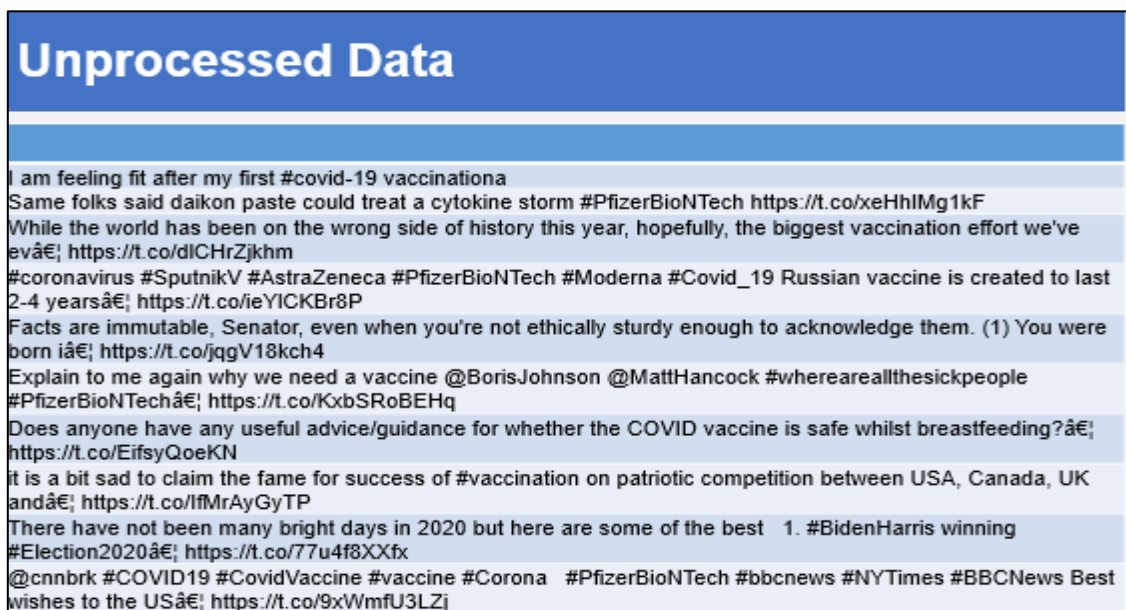 Unprocessed Data
I am feeling fit after my first #covid-19 vaccinationa
Same folks said daikon paste could treat a cytokine storm #PfizerBioNTech https://t.co/xeHhIMg1kF
While the world has been on the wrong side of history this year, hopefully, the biggest vaccination effort we've
evâ€¦ https://t.co/dlCHrZjkhm
#coronavirus #SputnikV #AstraZeneca #PfizerBioNTech #Moderna #Covid_19 Russian vaccine is created to last
2-4 yearsâ€¦ https://t.co/ieYlCKBr8P
Facts are immutable, Senator, even when you're not ethically sturdy enough to acknowledge them. (1) You were
born iâ€¦ https://t.co/jqgV18kch4
Explain to me again why we need a vaccine @BorisJohnson @MattHancock #whereareallthesickpeople
#PfizerBioNTechâ€¦ https://t.co/KxbSRoBEHq
Does anyone have any useful advice/guidance for whether the COVID vaccine is safe whilst breastfeeding?â€¦
https://t.co/EifsyQoeKN
it is a bit sad to claim the fame for success of #vaccination on patriotic competition between USA, Canada, UK
andâ€¦ https://t.co/IfMrAyGyTP
There have not been many bright days in 2020 but here are some of the best   1. #BidenHarris winning
#Election2020â€¦ https://t.co/77u4f8XXfx
@cnnbrk #COVID19 #CovidVaccine #vaccine #Corona   #PfizerBioNTech #bbcnews #NYTimes #BBCNews Best
wishes to the USâ€¦ https://t.co/9xWmfU3LZj